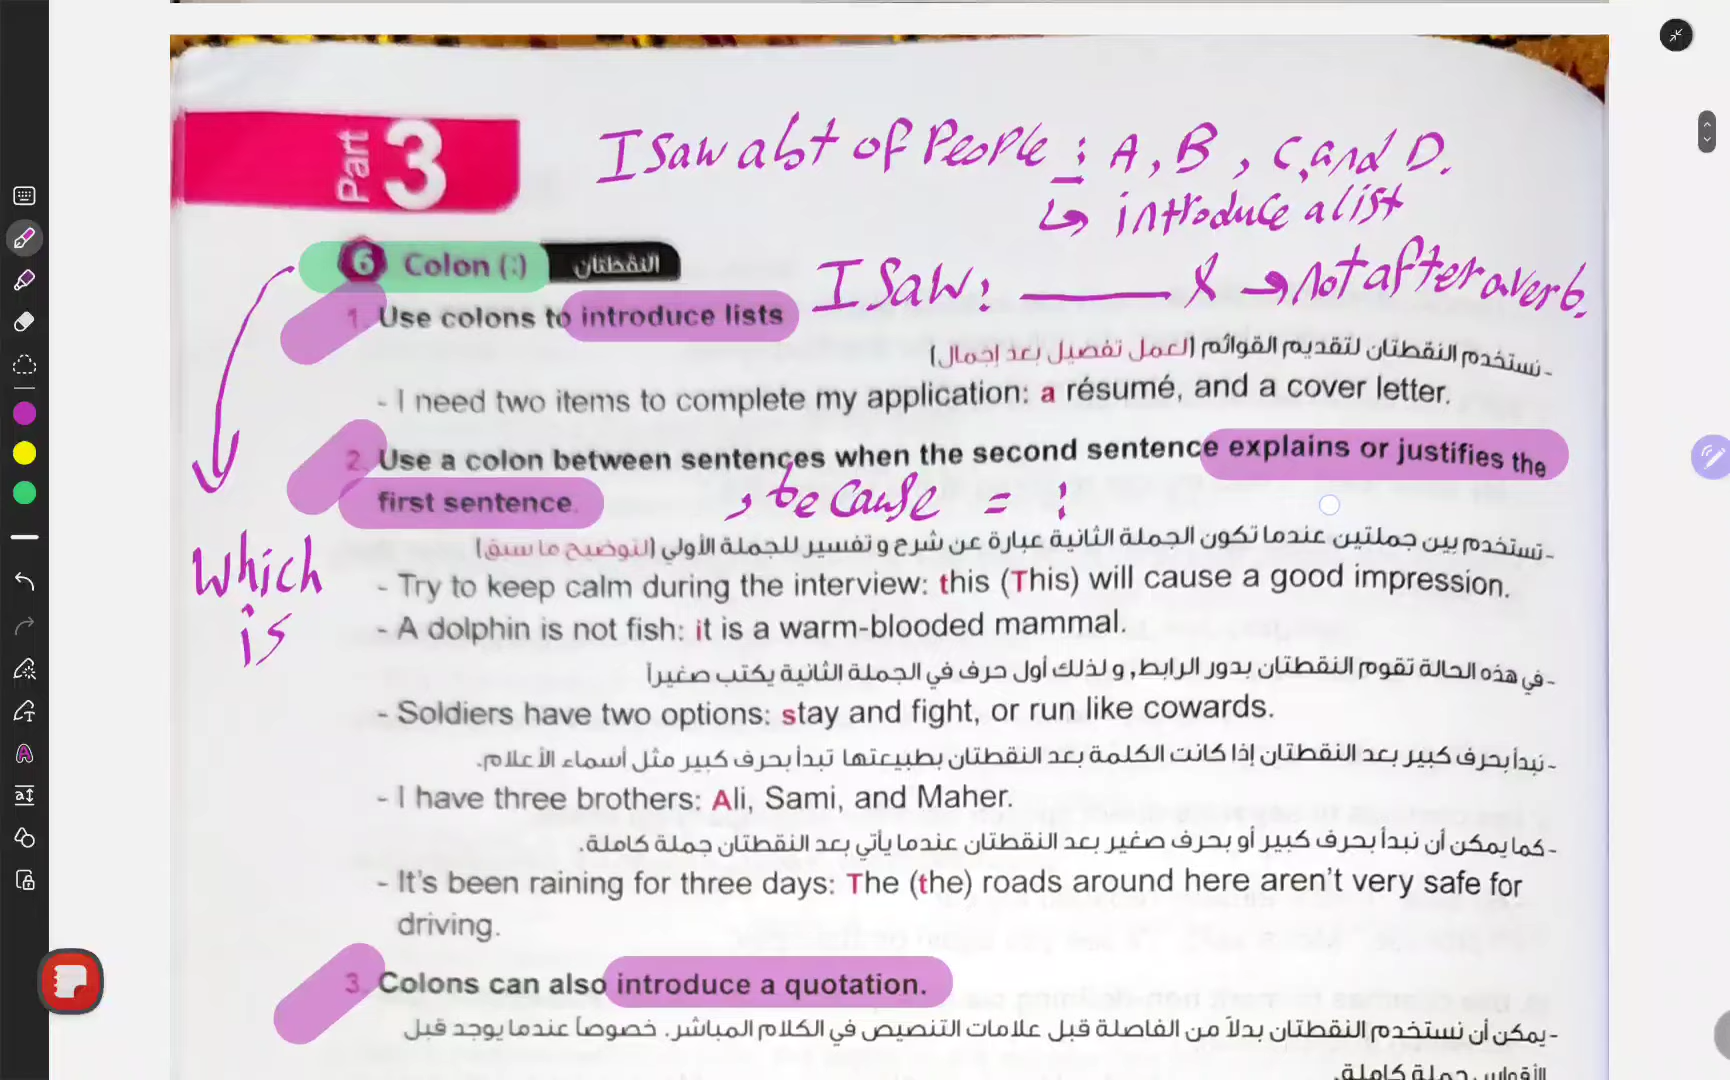 Part 3
I saw a lot of People : A, B, C, and D.
↳ introduce a list
6 Colon (:) النقطتان
I saw: ——— X → not after a verb.
1. Use colons to introduce lists
- نستخدم النقطتان لتقديم القوائم (لعمل تفصيل بعد إجمال)
- I need two items to complete my application: a résumé, and a cover letter.
2. Use a colon between sentences when the second sentence explains or justifies the
first sentence.
, because = :
- تستخدم بين جملتين عندما تكون الجملة الثانية عبارة عن شرح و تفسير للجملة الأولي (لتوضيح ما سبق)
which
is
- Try to keep calm during the interview: this (This) will cause a good impression.
- A dolphin is not fish: it is a warm-blooded mammal.
- في هذه الحالة تقوم النقطتان بدور الرابط, و لذلك أول حرف في الجملة الثانية يكتب صغيراً
- Soldiers have two options: stay and fight, or run like cowards.
- نبدأ بحرف كبير بعد النقطتان إذا كانت الكلمة بعد النقطتان بطبيعتها تبدأ بحرف كبير مثل أسماء الأعلام.
- I have three brothers: Ali, Sami, and Maher.
- كما يمكن أن نبدأ بحرف كبير أو بحرف صغير بعد النقطتان عندما يأتي بعد النقطتان جملة كاملة.
- It's been raining for three days: The (the) roads around here aren't very safe for
driving.
3. Colons can also introduce a quotation.
- يمكن أن نستخدم النقطتان بدلاً من الفاصلة قبل علامات التنصيص في الكلام المباشر. خصوصاً عندما يوجد قبل
الأقواس جملة كاملة.